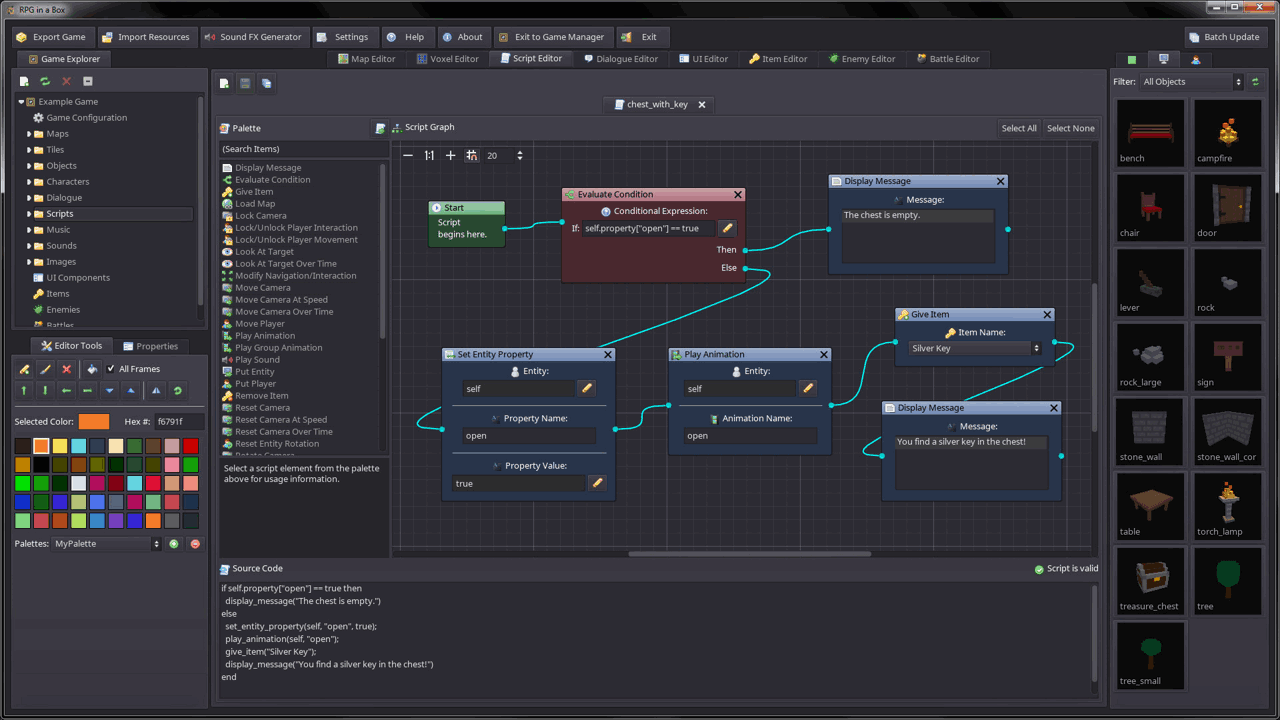 RPG in a Box
Export Game
Import Resources
Sound FX Generator
Settings
Help
About
Exit to Game Manager
Exit
Batch Update
Game Explorer
Map Editor
Voxel Editor
Script Editor
Dialogue Editor
UI Editor
Item Editor
Enemy Editor
Battle Editor
Example Game
Game Configuration
Maps
Tiles
Objects
Characters
Dialogue
Scripts
Music
Sounds
Images
UI Components
Items
Enemies
Battles
Editor Tools
Properties
All Frames
Selected Color:
Hex #:
f6791f
Palettes:
MyPalette
chest_with_key
Palette
(Search Items)
Display Message
Evaluate Condition
Give Item
Load Map
Lock Camera
Lock/Unlock Player Interaction
Lock/Unlock Player Movement
Look At Target
Look At Target Over Time
Modify Navigation/Interaction
Move Camera
Move Camera At Speed
Move Camera Over Time
Move Player
Play Animation
Play Group Animation
Play Sound
Put Entity
Put Player
Remove Item
Reset Camera
Reset Camera At Speed
Reset Camera Over Time
Reset Entity Rotation
Rotate Camera
Select a script element from the palette
above for usage information.
Script Graph
Select All
Select None
1:1
20
Start
Script
begins here.
Evaluate Condition
Conditional Expression:
If:
self.property["open"] == true
Then
Else
Display Message
Message:
The chest is empty.
Set Entity Property
Entity:
self
Property Name:
open
Property Value:
true
Play Animation
Entity:
self
Animation Name:
open
Give Item
Item Name:
Silver Key
Display Message
Message:
You find a silver key in the chest!
Source Code
Script is valid
if self.property["open"] == true then
display_message("The chest is empty.")
else
set_entity_property(self, "open", true);
play_animation(self, "open");
give_item("Silver Key");
display_message("You find a silver key in the chest!")
end
Filter:
All Objects
bench
campfire
chair
door
lever
rock
rock_large
sign
stone_wall
stone_wall_cor
table
torch_lamp
treasure_chest
tree
tree_small